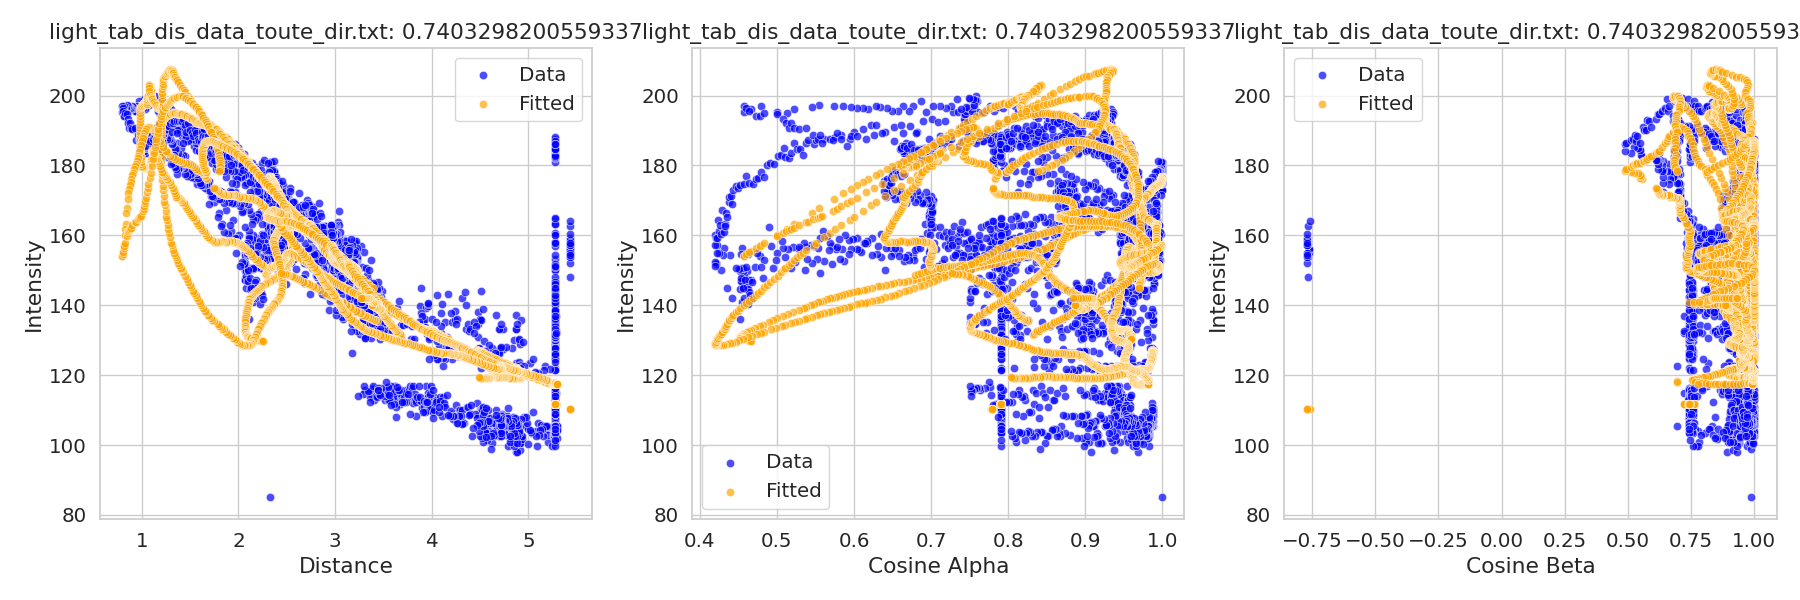 light_tab_dis_data_toute_dir.txt: 0.7403298200559337
200
180
160
140
120
100
80
Intensity
1
2
3
4
5
Distance
Data
Fitted
light_tab_dis_data_toute_dir.txt: 0.7403298200559337
200
180
160
140
120
100
80
Intensity
0.4
0.5
0.6
0.7
0.8
0.9
1.0
Cosine Alpha
Data
Fitted
light_tab_dis_data_toute_dir.txt: 0.74032982005593
200
180
160
140
120
100
80
Intensity
−0.75
−0.50
−0.25
0.00
0.25
0.50
0.75
1.00
Cosine Beta
Data
Fitted